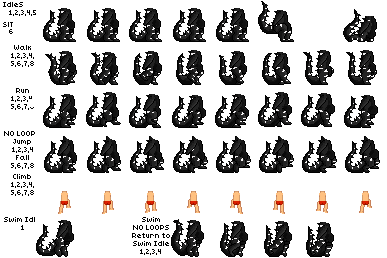 IdleS
1,2,3,4,5
SIT
6
Walk
1,2,3,4,
5,6,7,8
Run
1,2,3,
5,6,7,
NO LOOP
Jump
1,2,3,4
Fall
5,6,7,8
Climb
1,2,3,4,
5,6,7,8
Swim Idl
1
Swim
NO LOOPS
Return to
Swim Idle
1,2,3,4